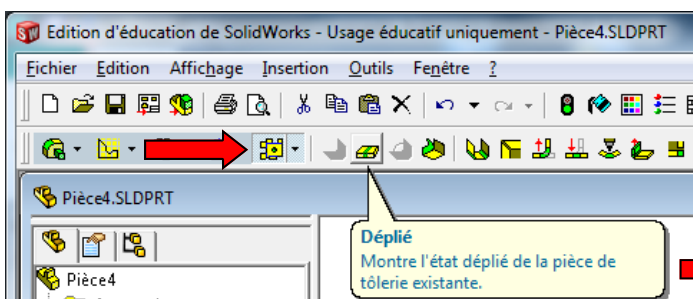 Edition d'éducation de SolidWorks - Usage éducatif uniquement - Pièce4.SLDPRT
Fichier Edition Affichage Insertion Outils Fenêtre ?
Pièce4.SLDPRT
Déplié
Montre l'état déplié de la pièce de
tôlerie existante.
Pièce4